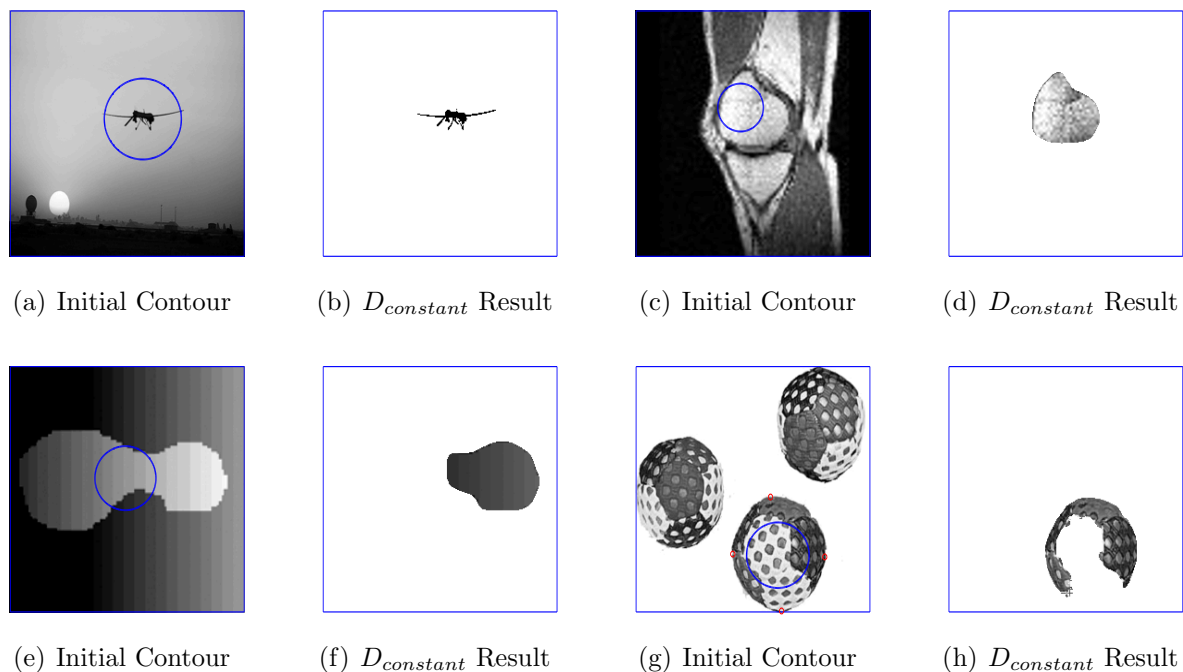 (a) Initial Contour
(b) D_constant Result
(c) Initial Contour
(d) D_constant Result
(e) Initial Contour
(f) D_constant Result
(g) Initial Contour
(h) D_constant Result